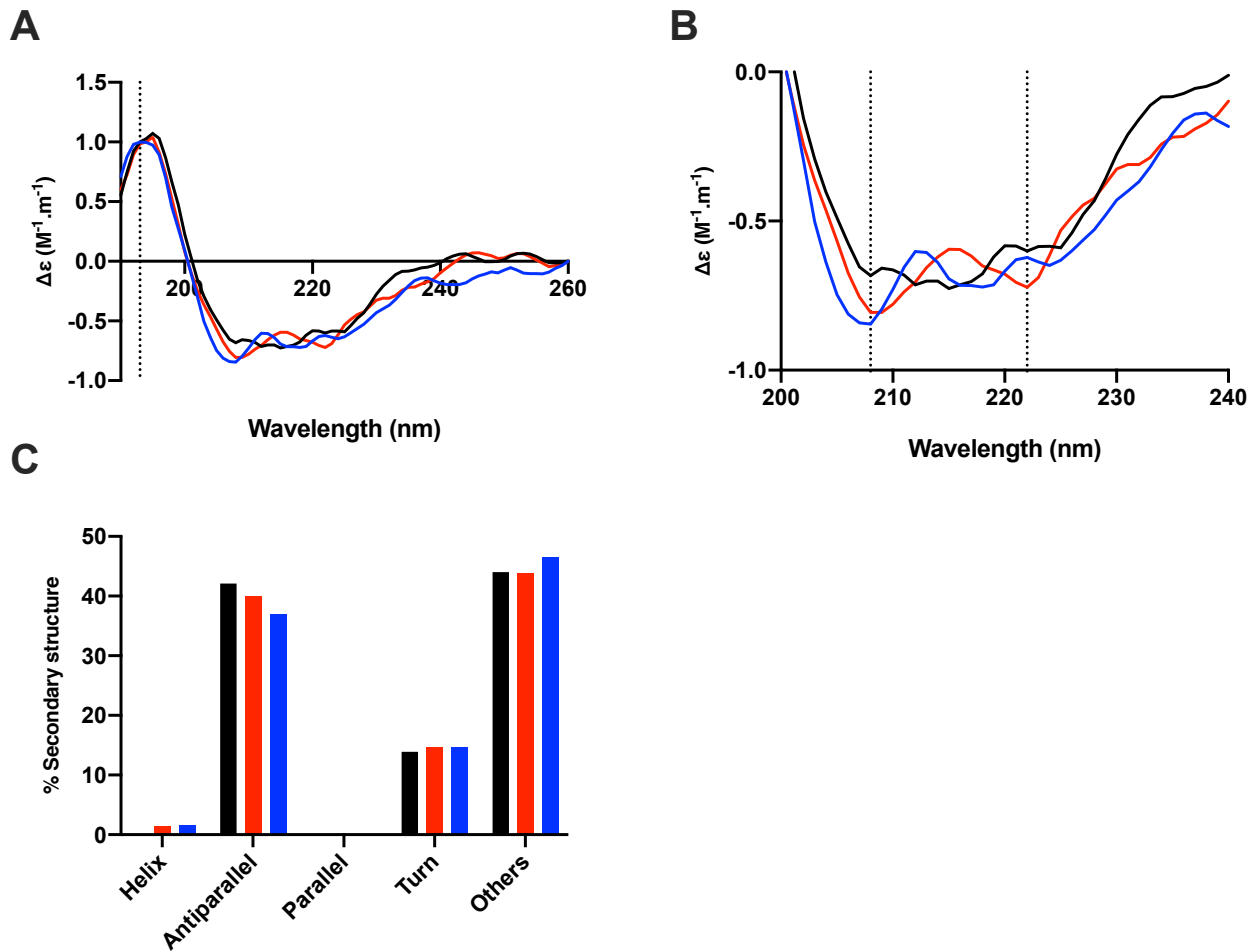 A
1.5
1.0
0.5
0.0
-0.5
-1.0
200
220
240
260
Δε (M⁻¹.m⁻¹)
Wavelength (nm)
B
0.0
-0.5
-1.0
200
210
220
230
240
Δε (M⁻¹.m⁻¹)
Wavelength (nm)
C
50
40
30
20
10
0
% Secondary structure
Helix
Antiparallel
Parallel
Turn
Others